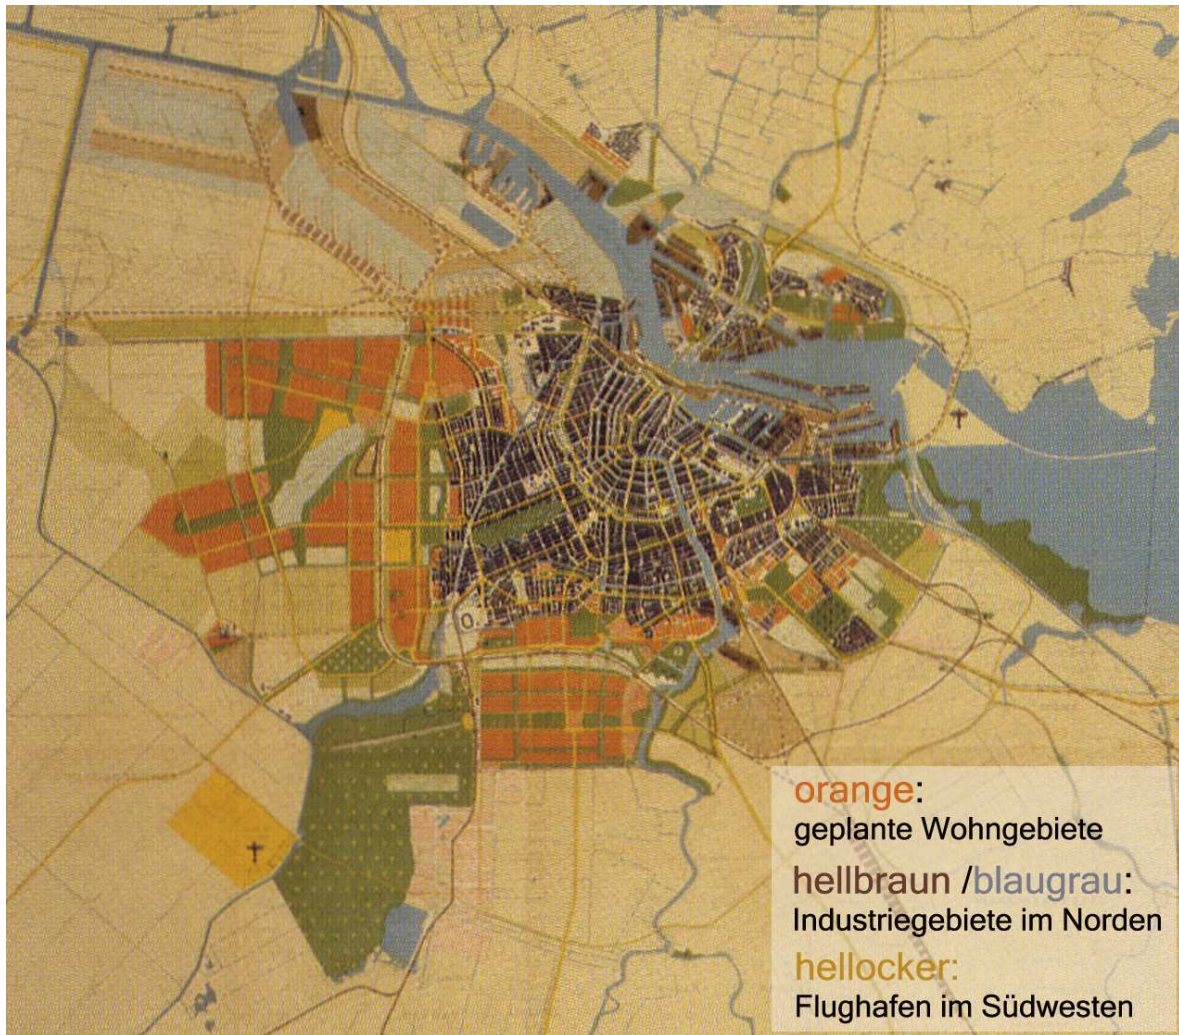 O.
orange:
geplante Wohngebiete
hellbraun /blaugrau:
Industriegebiete im Norden
hellocker:
Flughafen im Südwesten